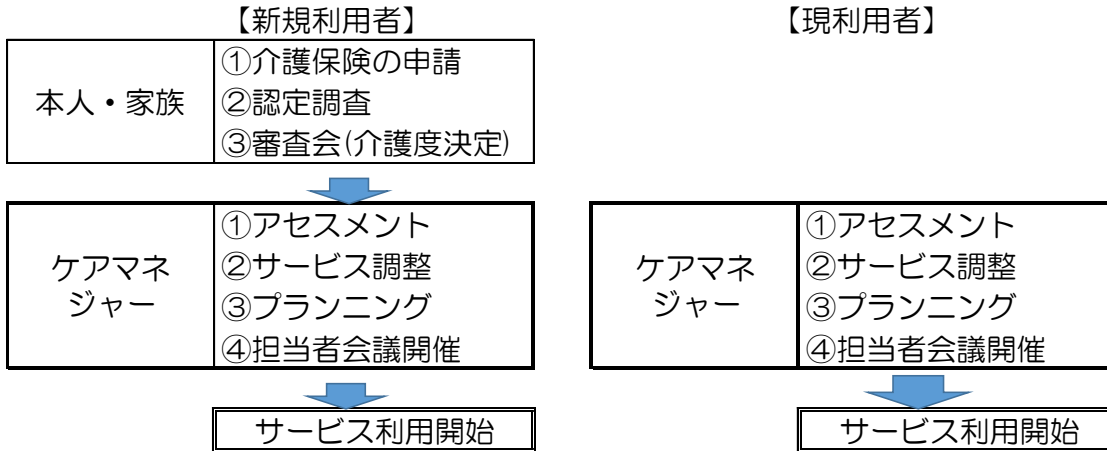 【新規利用者】
本人・家族
①介護保険の申請
②認定調査
③審査会(介護度決定)
ケアマネ
ジャー
①アセスメント
②サービス調整
③プランニング
④担当者会議開催
サービス利用開始
【現利用者】
ケアマネ
ジャー
①アセスメント
②サービス調整
③プランニング
④担当者会議開催
サービス利用開始